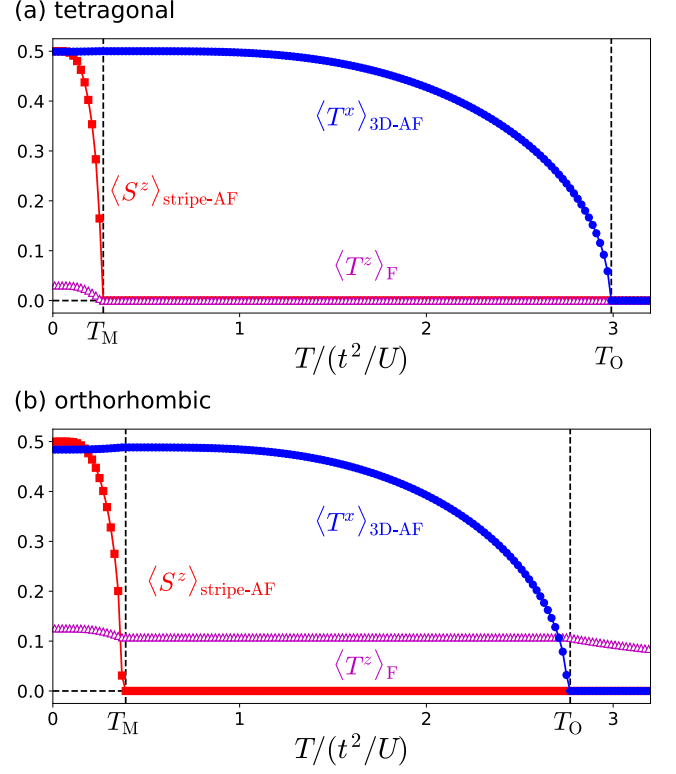 (a) tetragonal
0.5
0.4
0.3
0.2
0.1
0.0
⟨T^x⟩_3D-AF
⟨S^z⟩_stripe-AF
⟨T^z⟩_F
0 1 2 3
T_M T_O
T/(t^2/U)
(b) orthorhombic
0.5
0.4
0.3
0.2
0.1
0.0
⟨T^x⟩_3D-AF
⟨S^z⟩_stripe-AF
⟨T^z⟩_F
0 1 2 3
T_M T_O
T/(t^2/U)